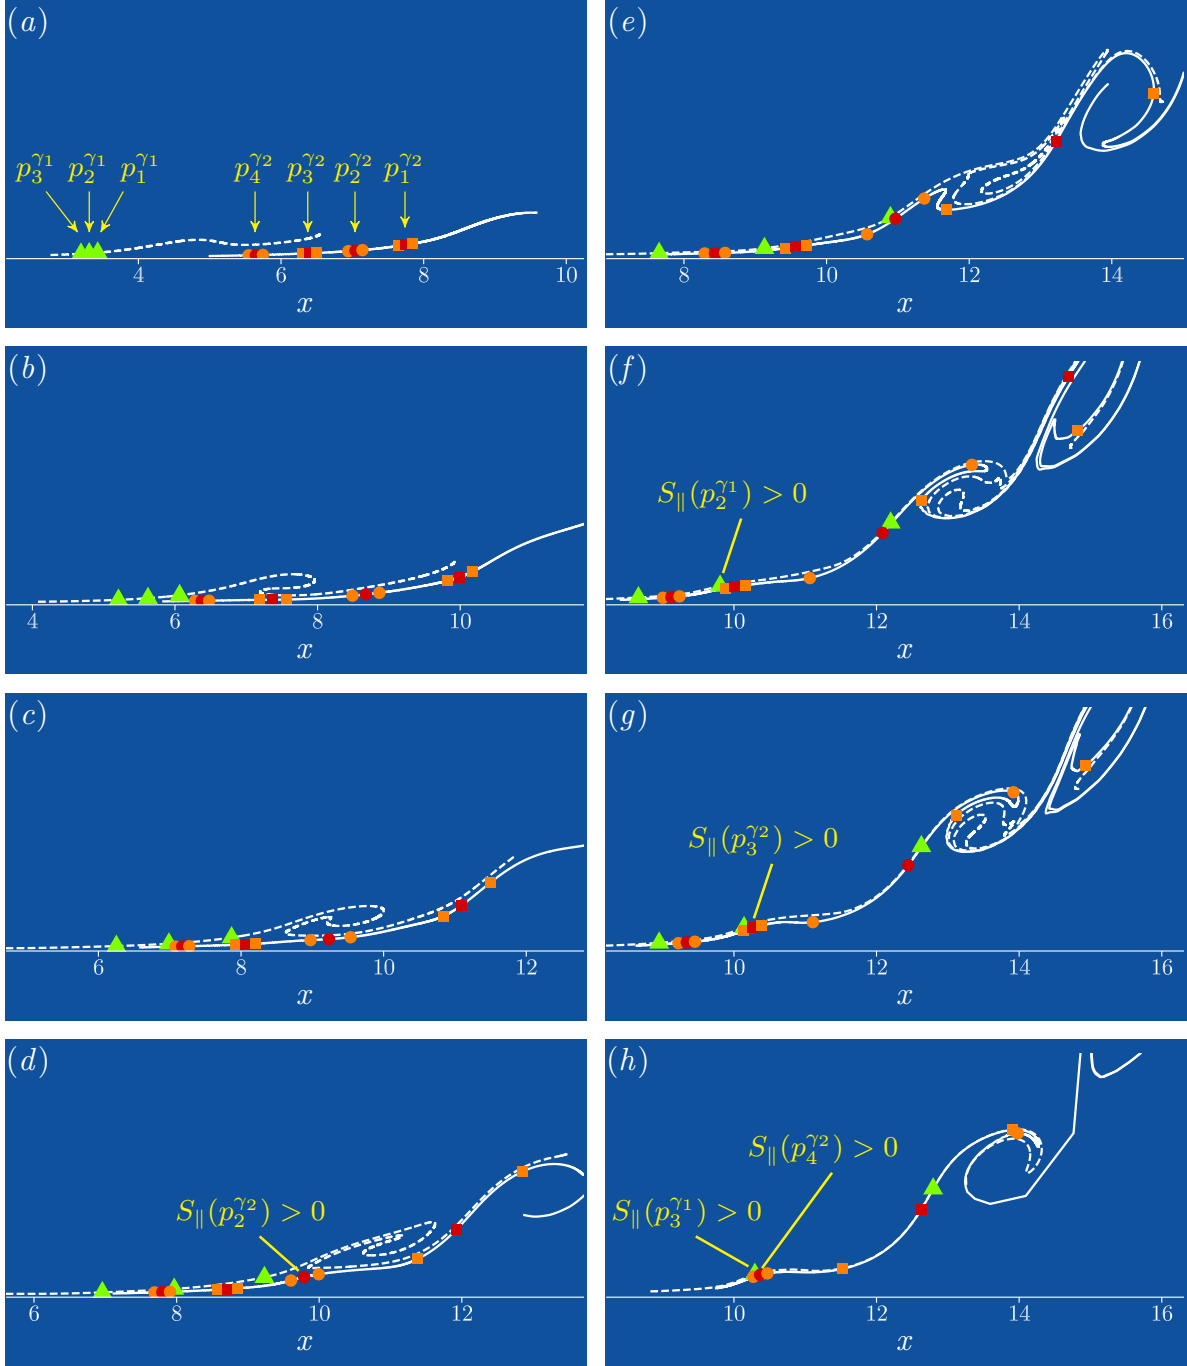 (a)
p_3^{γ1} p_2^{γ1} p_1^{γ1} p_4^{γ2} p_3^{γ2} p_2^{γ2} p_1^{γ2}
4 6 8 10
x
(b)
4 6 8 10
x
(c)
6 8 10 12
x
(d)
S_∥(p_2^{γ2}) > 0
6 8 10 12
x
(e)
8 10 12 14
x
(f)
S_∥(p_2^{γ1}) > 0
10 12 14 16
x
(g)
S_∥(p_3^{γ2}) > 0
10 12 14 16
x
(h)
S_∥(p_4^{γ2}) > 0
S_∥(p_3^{γ1}) > 0
10 12 14 16
x